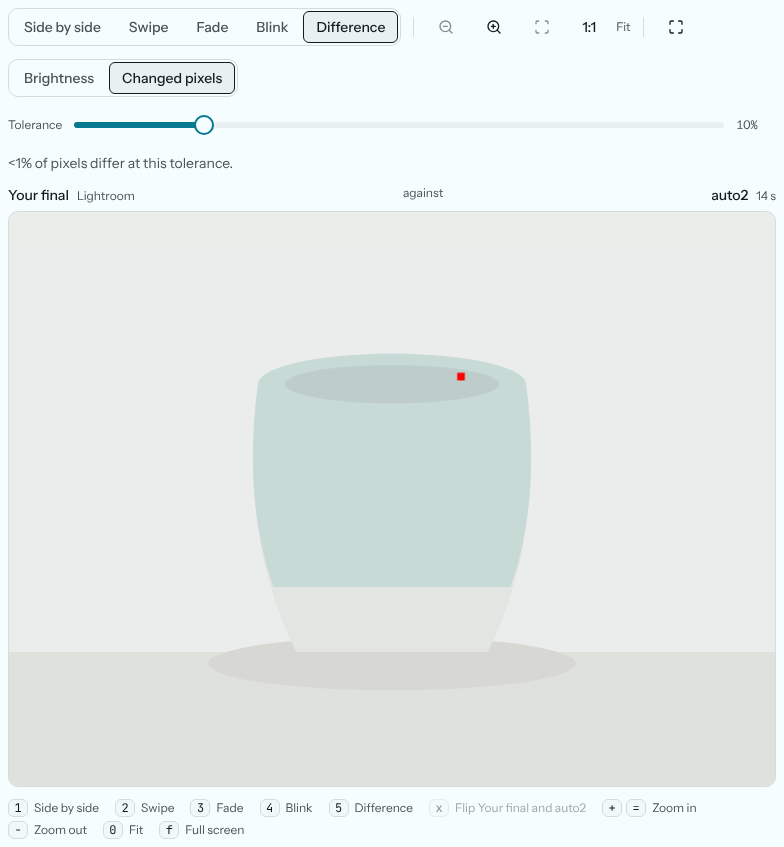 Side by side Swipe Fade Blink Difference 1:1 Fit
Brightness Changed pixels
Tolerance 10%
<1% of pixels differ at this tolerance.
Your final Lightroom against auto2 14 s
1 Side by side 2 Swipe 3 Fade 4 Blink 5 Difference x Flip Your final and auto2 + = Zoom in
- Zoom out 0 Fit f Full screen